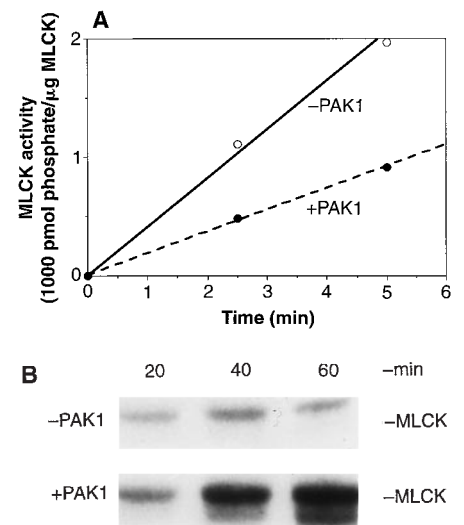 A
2
1
0
0 1 2 3 4 5 6
MLCK activity
(1000 pmol phosphate/μg MLCK)
–PAK1
+PAK1
Time (min)
B
20 40 60 –min
–PAK1 –MLCK
+PAK1 –MLCK